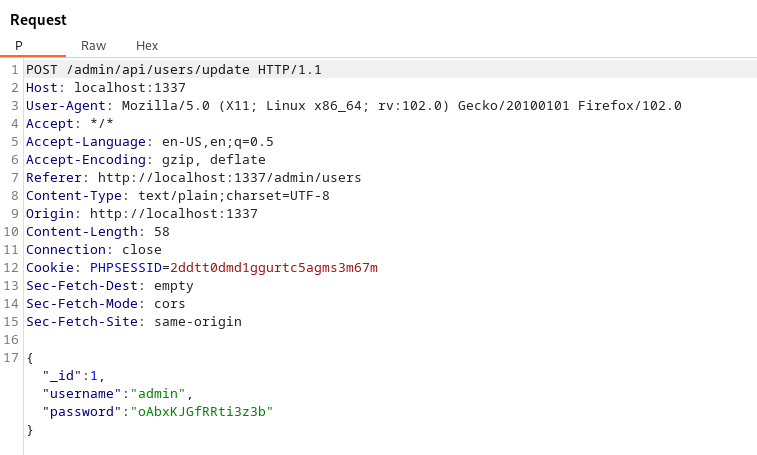 Request
P Raw Hex
1 POST /admin/api/users/update HTTP/1.1
2 Host: localhost:1337
3 User-Agent: Mozilla/5.0 (X11; Linux x86_64; rv:102.0) Gecko/20100101 Firefox/102.0
4 Accept: */*
5 Accept-Language: en-US,en;q=0.5
6 Accept-Encoding: gzip, deflate
7 Referer: http://localhost:1337/admin/users
8 Content-Type: text/plain;charset=UTF-8
9 Origin: http://localhost:1337
10 Content-Length: 58
11 Connection: close
12 Cookie: PHPSESSID=2ddtt0dmd1ggurtc5agms3m67m
13 Sec-Fetch-Dest: empty
14 Sec-Fetch-Mode: cors
15 Sec-Fetch-Site: same-origin
16
17 {
"_id":1,
"username":"admin",
"password":"oAbxKJGfRRti3z3b"
}